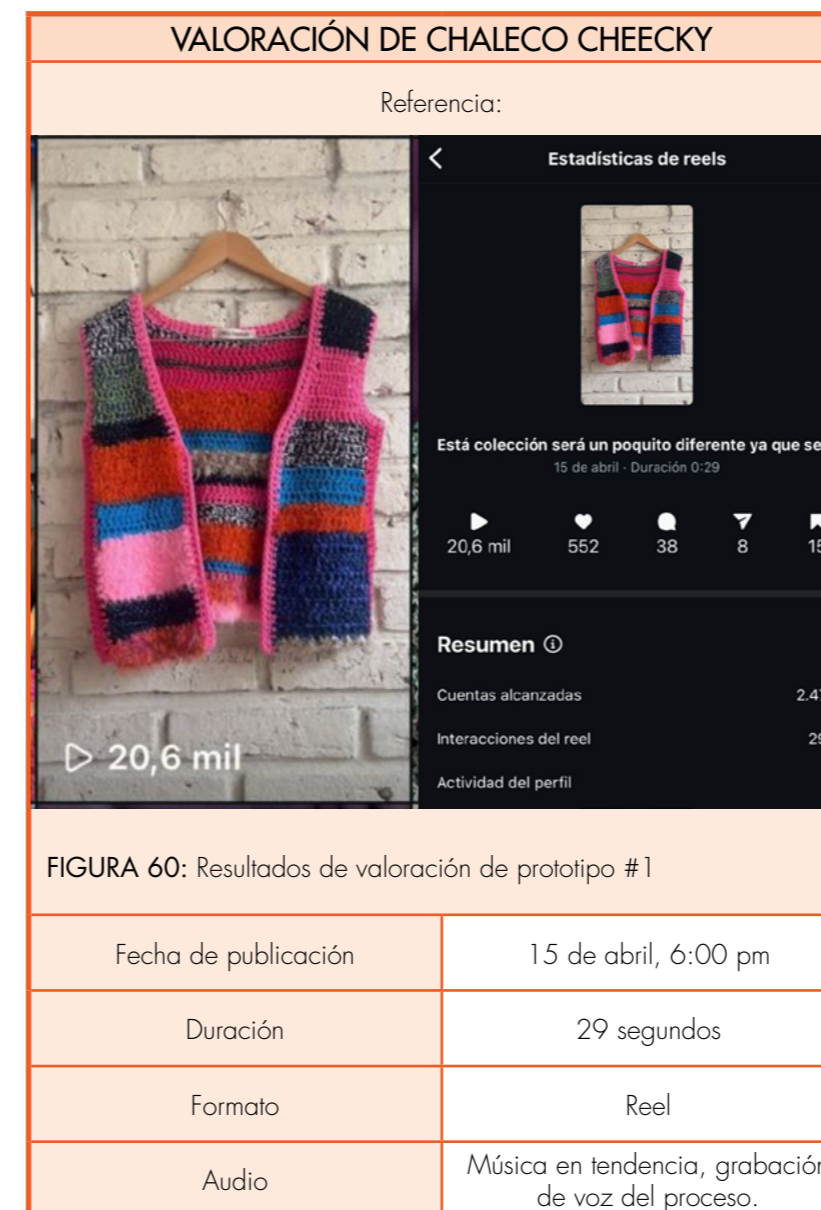 VALORACIÓN DE CHALECO CHEECKY
Referencia:
20,6 mil
Estadísticas de reels
Está colección será un poquito diferente ya que se
15 de abril · Duración 0:29
20,6 mil 552 38 8
Resumen
Cuentas alcanzadas
Interacciones del reel
Actividad del perfil
FIGURA 60: Resultados de valoración de prototipo #1
Fecha de publicación 15 de abril, 6:00 pm
Duración 29 segundos
Formato Reel
Audio Música en tendencia, grabación
de voz del proceso.